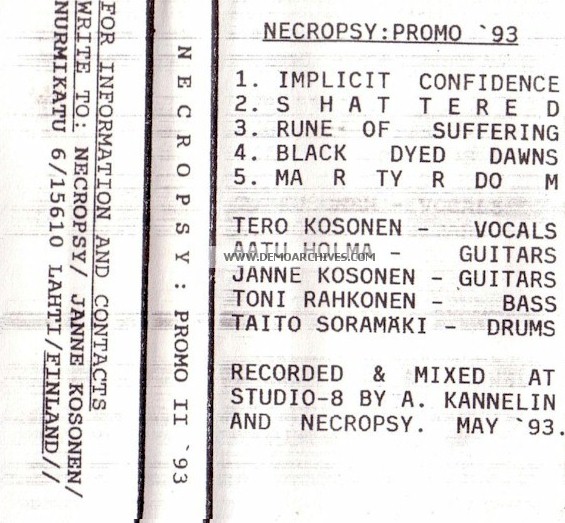 FOR INFORMATION AND CONTACTS
WRITE TO: NECROPSY/ JANNE KOSONEN/
NURMIKATU 6/15610 LAHTI/FINLAND//
NECROPSY: PROMO II `93
NECROPSY:PROMO `93
1. IMPLICIT CONFIDENCE
2. S H A T T E R E D
3. RUNE OF SUFFERING
4. BLACK DYED DAWNS
5. MA R TY R DO M
TERO KOSONEN - VOCALS
AATU HOLMA - GUITARS
WWW.DEMOARCHIVES.COM
JANNE KOSONEN - GUITARS
TONI RAHKONEN - BASS
TAITO SORAMÄKI - DRUMS
RECORDED & MIXED AT
STUDIO-8 BY A. KANNELIN
AND NECROPSY. MAY `93.